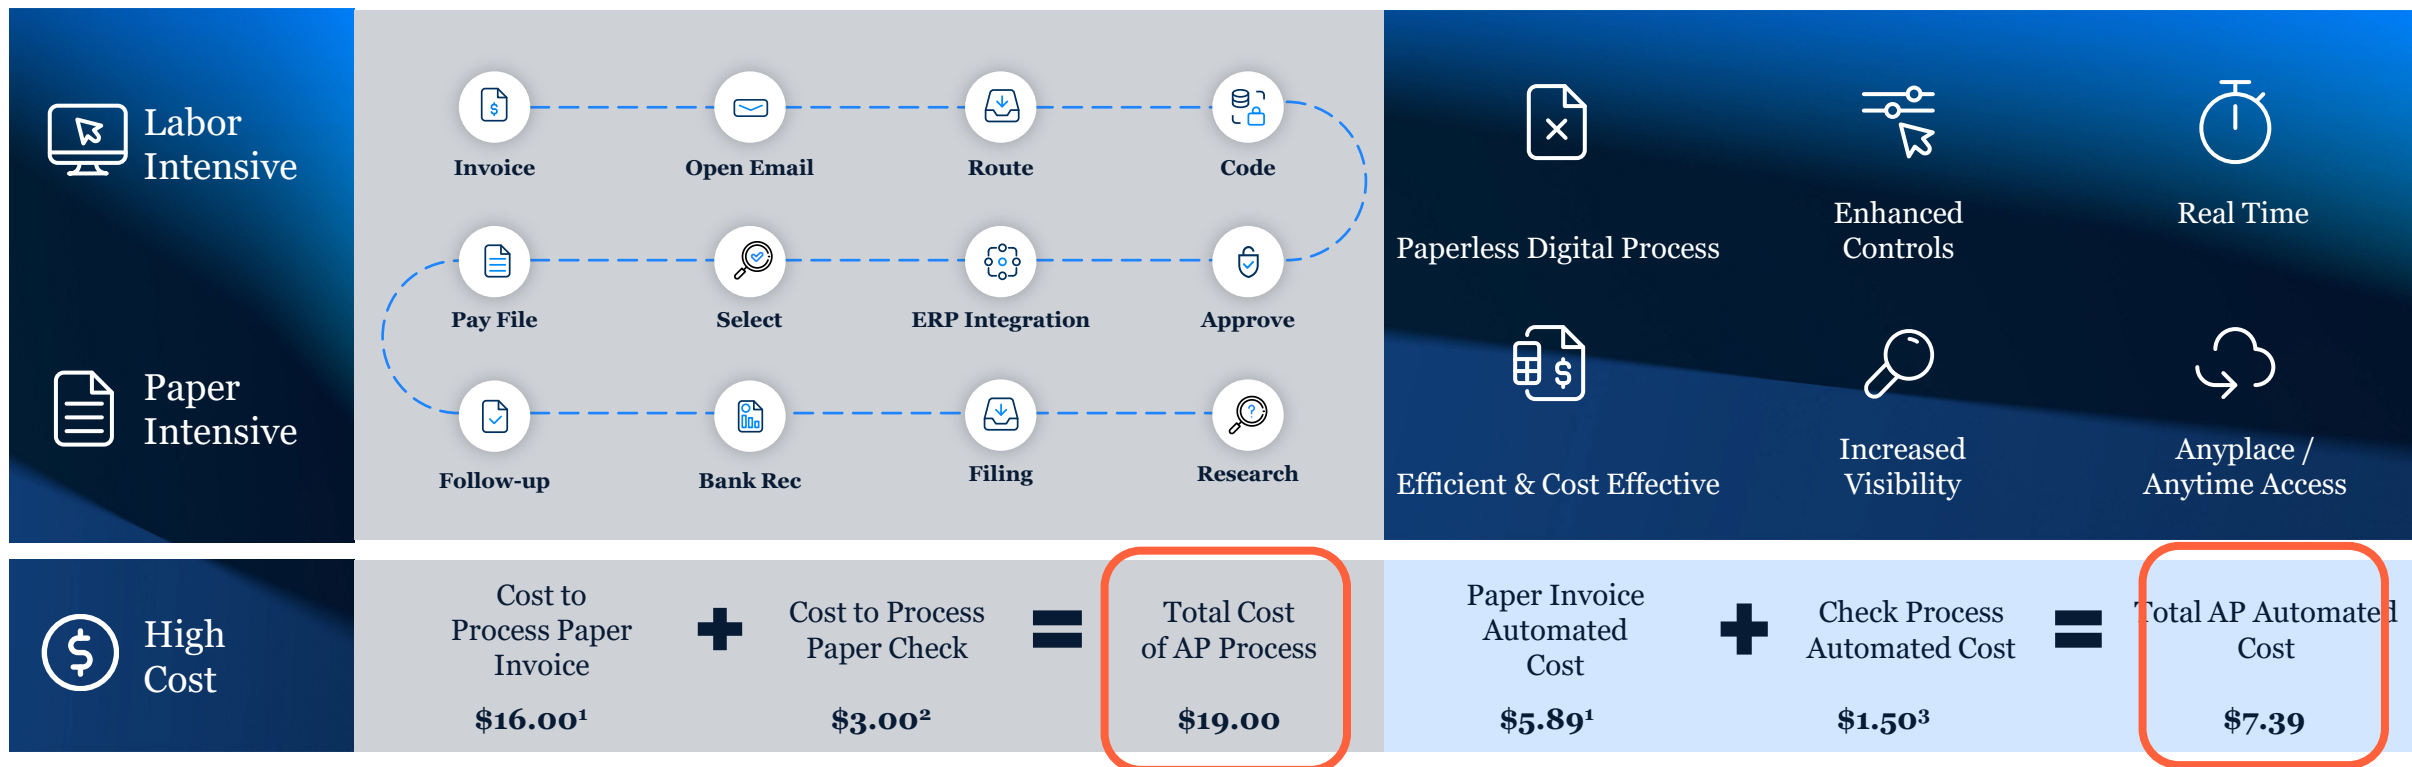 Labor
Intensive
Paper
Intensive
Invoice
Open Email
Route
Code
Pay File
Select
ERP Integration
Approve
Follow-up
Bank Rec
Filing
Research
Paperless Digital Process
Enhanced
Controls
Real Time
Efficient & Cost Effective
Increased
Visibility
Anyplace /
Anytime Access
High
Cost
Cost to
Process Paper
Invoice
$16.00¹
Cost to Process
Paper Check
$3.00²
Total Cost
of AP Process
$19.00
Paper Invoice
Automated
Cost
$5.89¹
Check Process
Automated Cost
$1.50³
Total AP Automated
Cost
$7.39